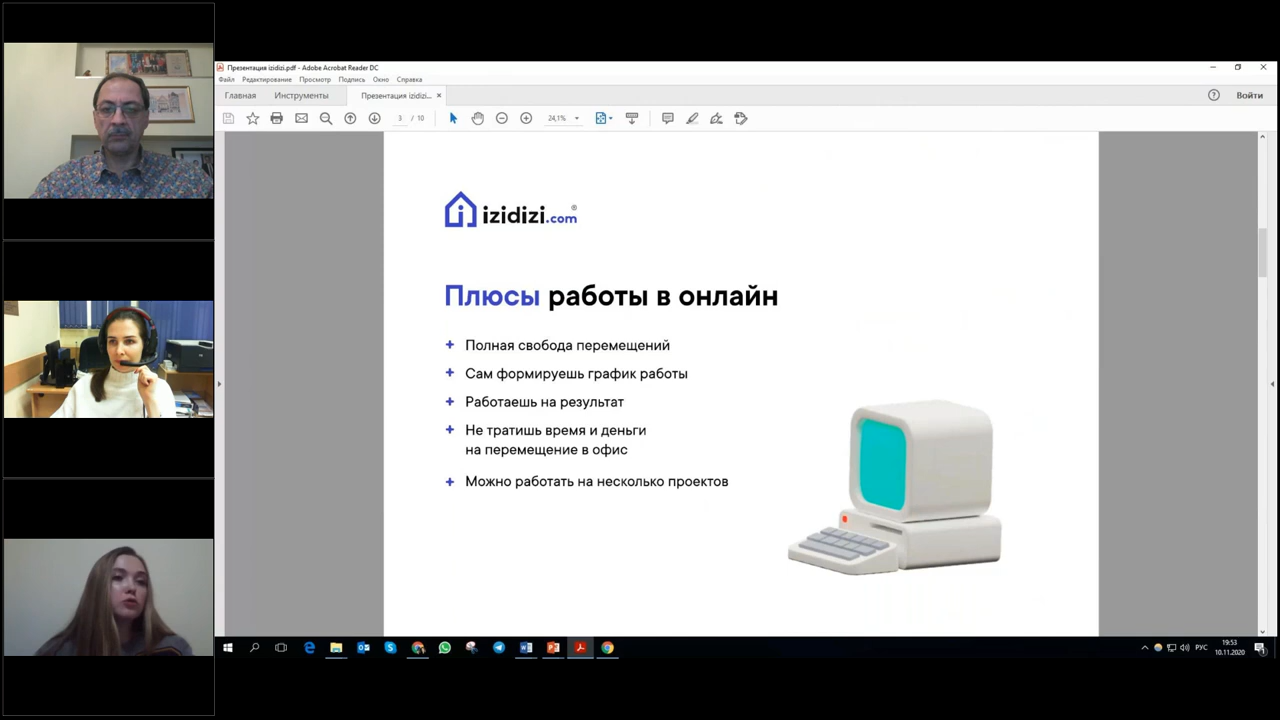 Презентация izidizi.pdf - Adobe Acrobat Reader DC
Файл Редактирование Просмотр Подпись Окно Справка
Главная Инструменты Презентация izidizi... Войти
3 / 10 24,1%
izidizi.com ®
Плюсы работы в онлайн
+ Полная свобода перемещений
+ Сам формируешь график работы
+ Работаешь на результат
+ Не тратишь время и деньги
на перемещение в офис
+ Можно работать на несколько проектов
19:53
РУС
10.11.2020